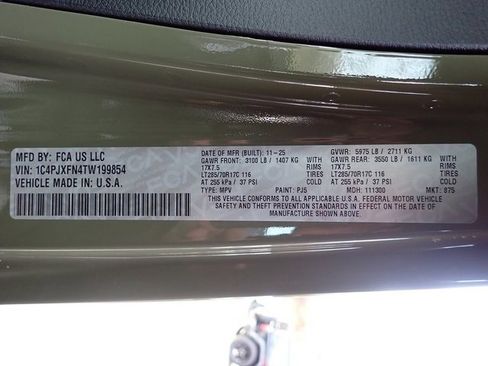 MFD BY: FCA US LLC
VIN: 1C4PJXFN4TW199854
VEHICLE MADE IN: U.S.A.
DATE OF MFR (BUILT): 11-25
GVWR: 5975 LB / 2711 KG
GAWR FRONT: 3100 LB / 1407 KG
GAWR REAR: 3550 LB / 1611 KG
17X7.5 RIMS
17X7.5 RIMS
LT285/70R17C 116 TIRES
LT285/70R17C 116 TIRES
AT 255 kPa / 37 PSI COLD
AT 255 kPa / 37 PSI COLD
TYPE: MPV PAINT: PJ5 MDH: 111300 MKT: 875
THIS VEHICLE CONFORMS TO ALL APPLICABLE U.S.A. FEDERAL MOTOR VEHICLE
SAFETY, BUMPER AND THEFT PREVENTION STANDARDS IN EFFECT ON THE DATE OF
MANUFACTURE SHOWN ABOVE.